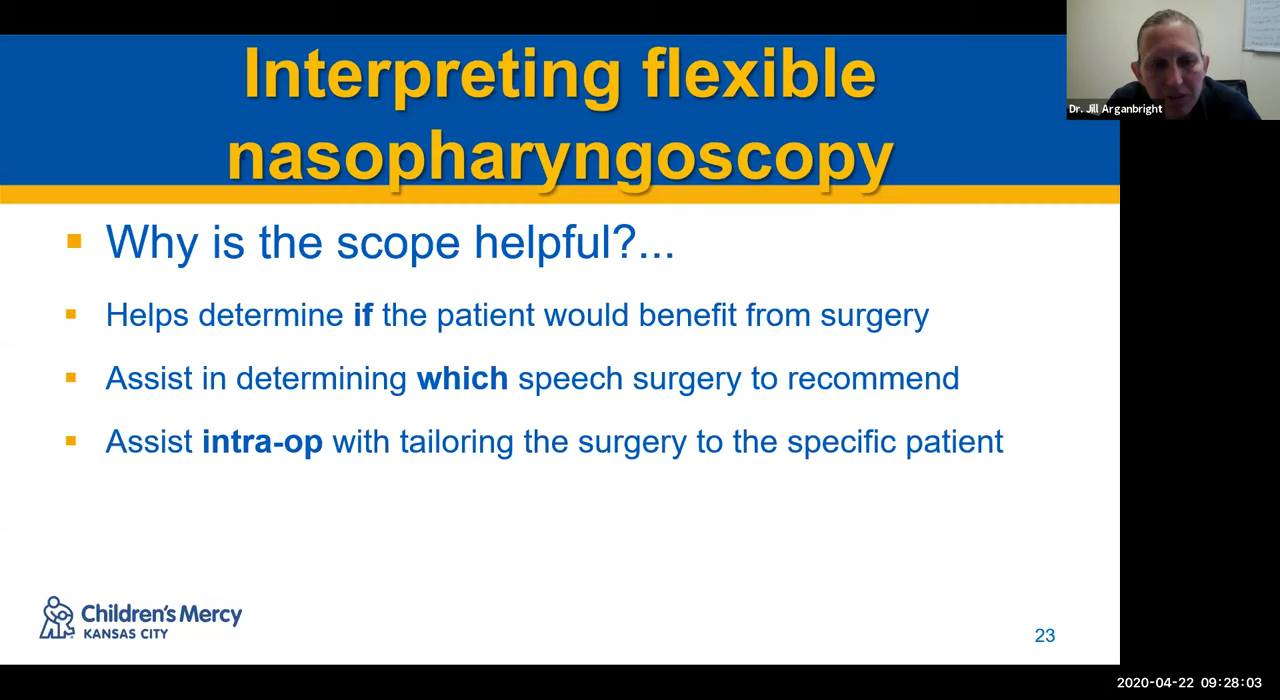 Interpreting flexible
nasopharyngoscopy
Dr. Jill Arganbright
Why is the scope helpful?...
Helps determine if the patient would benefit from surgery
Assist in determining which speech surgery to recommend
Assist intra-op with tailoring the surgery to the specific patient
Children's Mercy
KANSAS CITY
23
2020-04-22 09:28:03